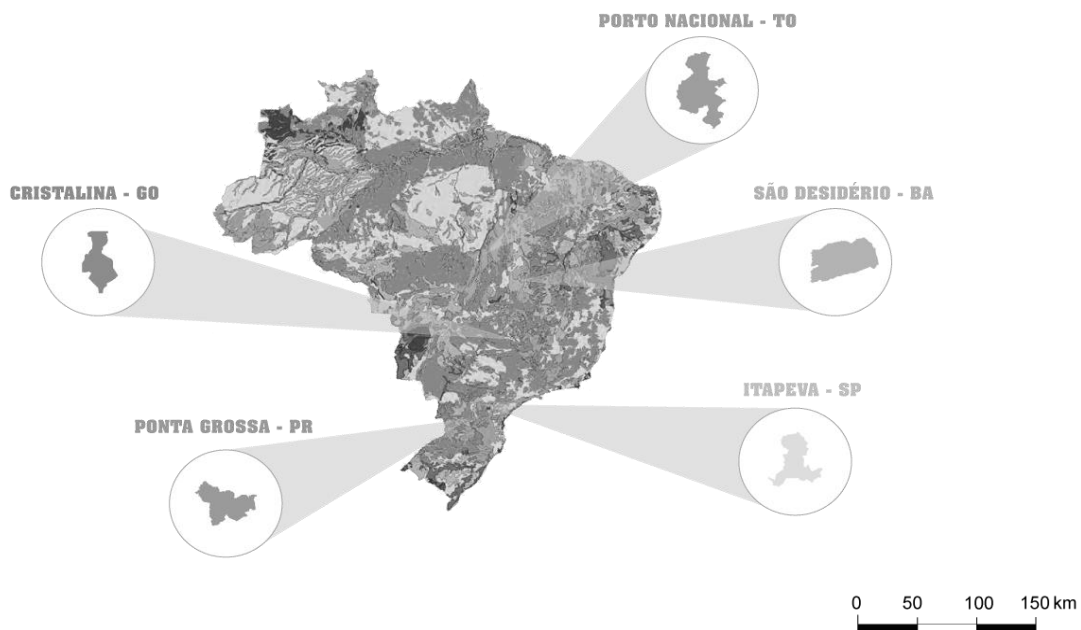 PORTO NACIONAL - TO
CRISTALINA - GO
SÃO DESIDÉRIO - BA
ITAPEVA - SP
PONTA GROSSA - PR
0 50 100 150 km